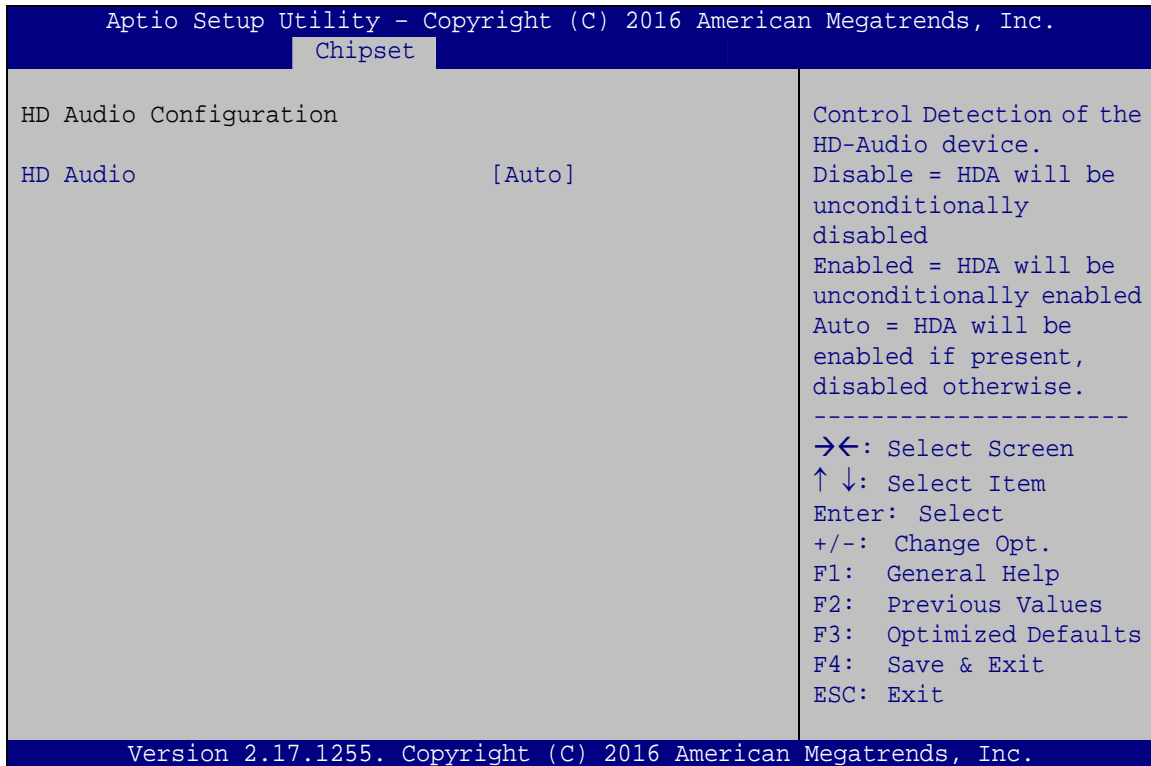 Aptio Setup Utility – Copyright (C) 2016 American Megatrends, Inc.
Chipset
HD Audio Configuration
HD Audio [Auto]
Control Detection of the
HD-Audio device.
Disable = HDA will be
unconditionally
disabled
Enabled = HDA will be
unconditionally enabled
Auto = HDA will be
enabled if present,
disabled otherwise.
----------------------
→←: Select Screen
↑ ↓: Select Item
Enter: Select
+/-: Change Opt.
F1: General Help
F2: Previous Values
F3: Optimized Defaults
F4: Save & Exit
ESC: Exit
Version 2.17.1255. Copyright (C) 2016 American Megatrends, Inc.